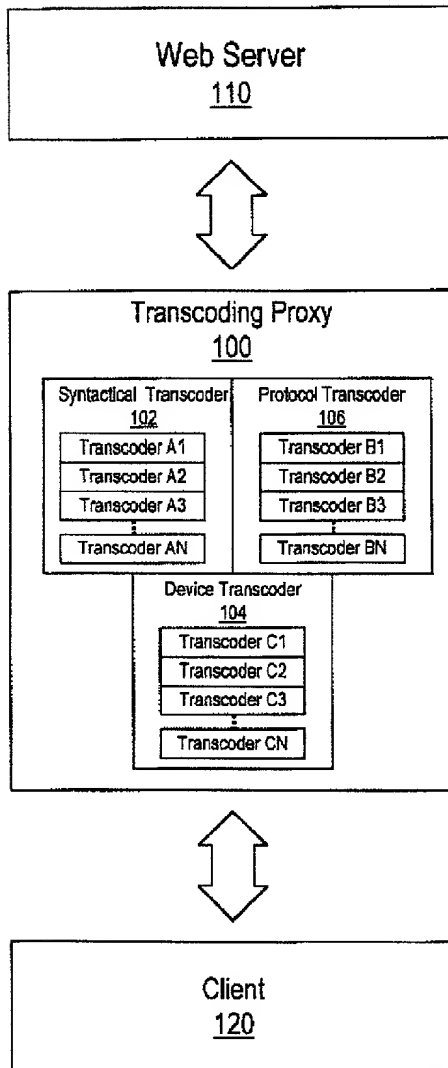 Web Server
110
Transcoding Proxy
100
Syntactical Transcoder
102
Transcoder A1
Transcoder A2
Transcoder A3
Transcoder AN
Protocol Transcoder
106
Transcoder B1
Transcoder B2
Transcoder B3
Transcoder BN
Device Transcoder
104
Transcoder C1
Transcoder C2
Transcoder C3
Transcoder CN
Client
120